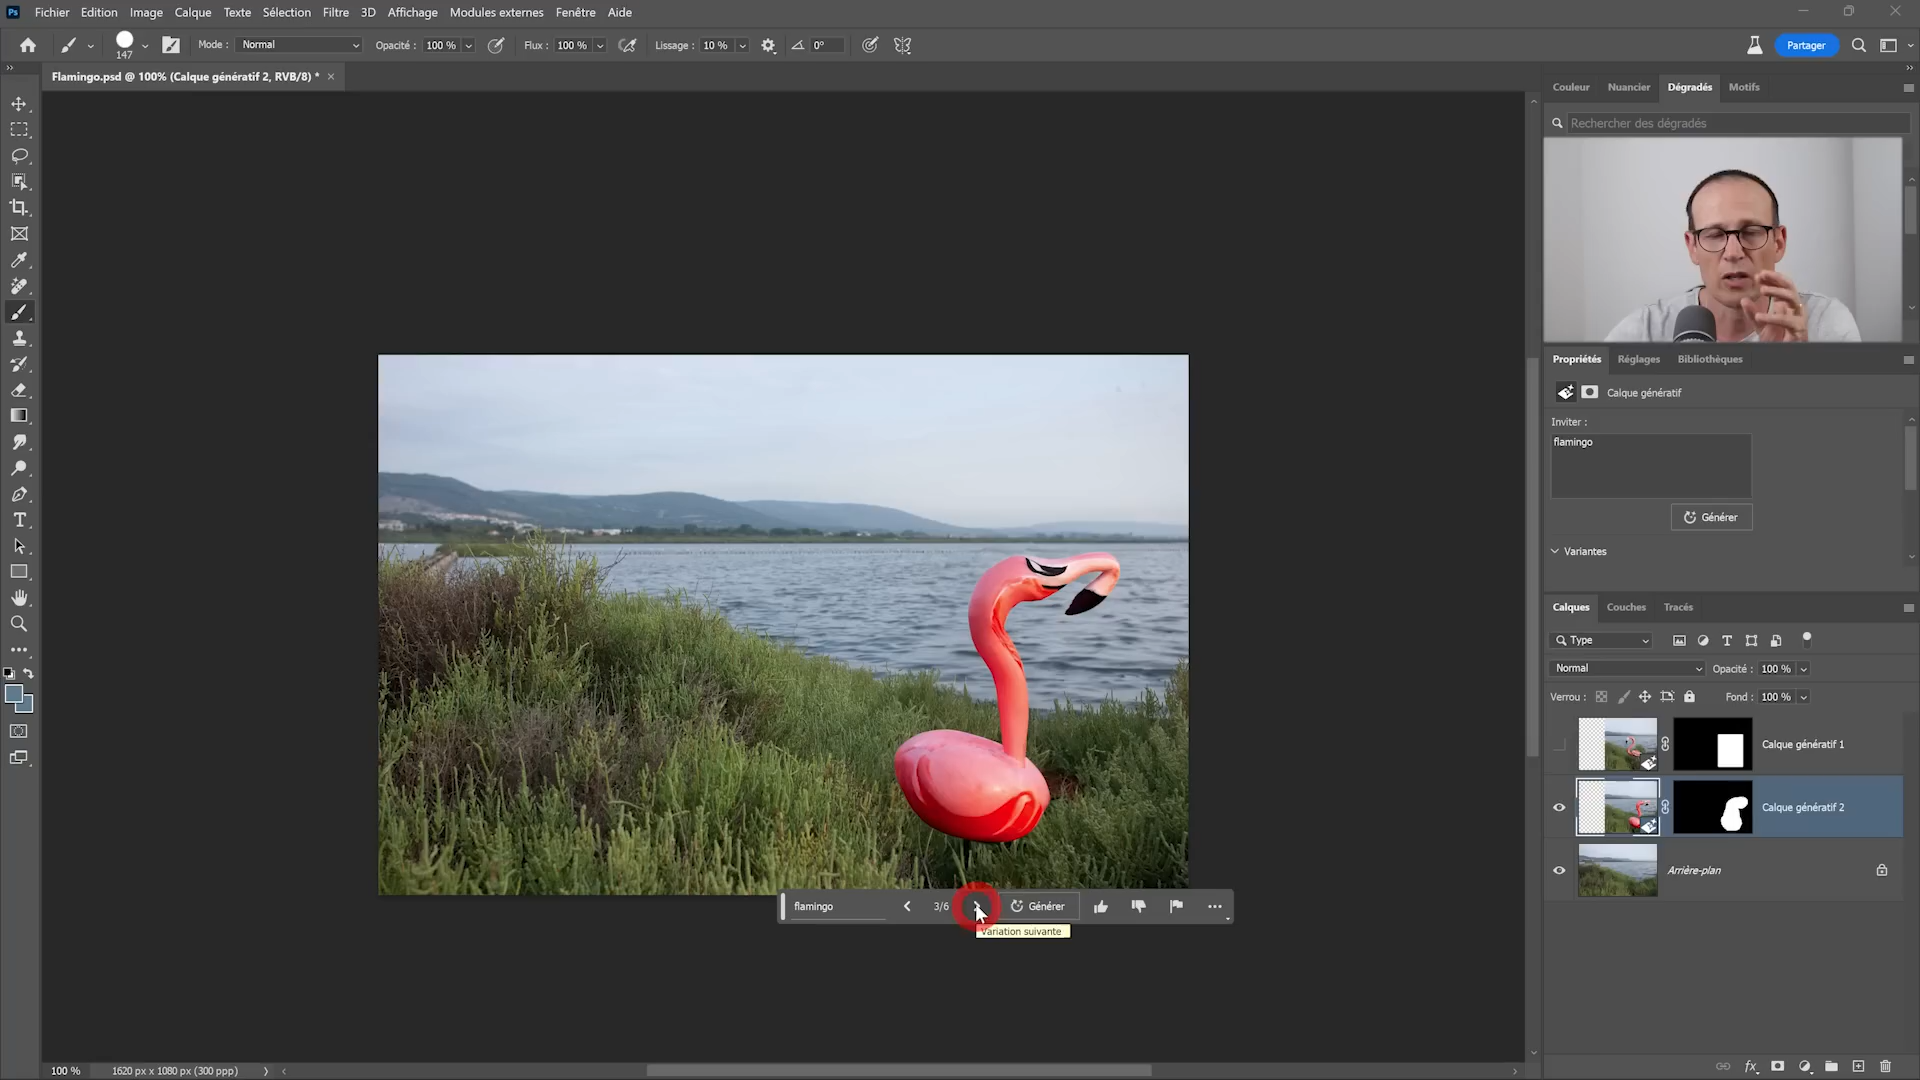 Ps Fichier Edition Image Calque Texte Sélection Filtre 3D Affichage Modules externes Fenêtre Aide
147 Mode : Normal Opacité : 100 % Flux : 100 % Lissage : 10 % 0° Partager
Flamingo.psd @ 100% (Calque génératif 2, RVB/8) * ×
Couleur Nuancier Dégradés Motifs
Rechercher des dégradés
Propriétés Réglages Bibliothèques
Calque génératif
Inviter :
flamingo
Générer
Variantes
Calques Couches Tracés
Type
Normal Opacité : 100 %
Verrou : Fond : 100 %
Calque génératif 1
Calque génératif 2
Arrière-plan
flamingo 3/6 Générer
Variation suivante
100 % 1620 px x 1080 px (300 ppp)